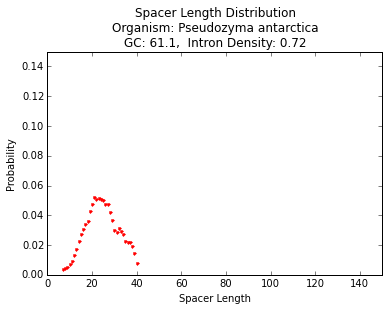 Spacer Length Distribution
Organism: Pseudozyma antarctica
GC: 61.1,  Intron Density: 0.72
0.14
0.12
0.10
0.08
0.06
0.04
0.02
0.00
Probability
0 20 40 60 80 100 120 140
Spacer Length